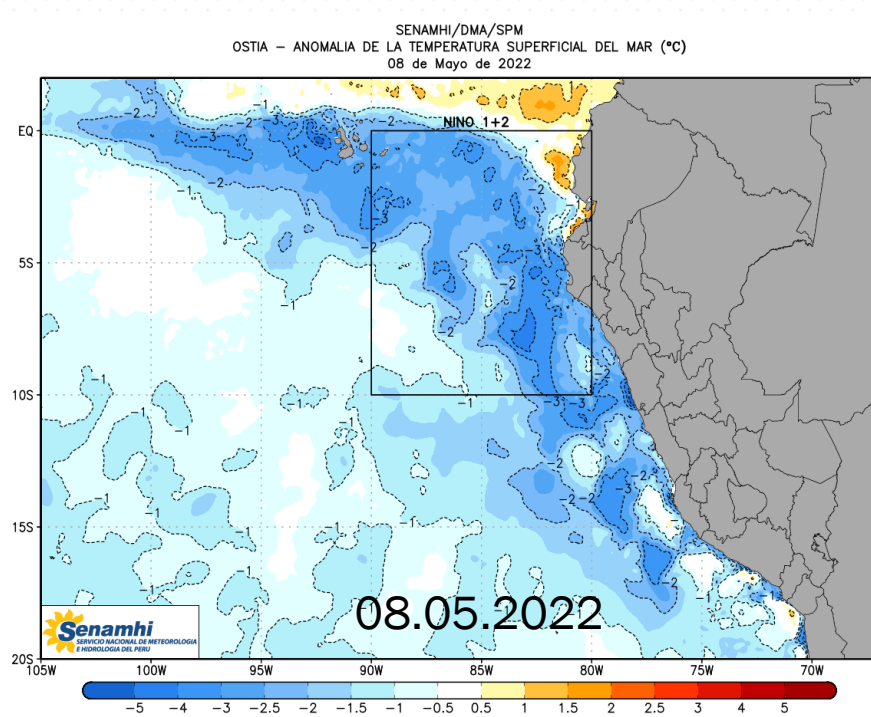 SENAMHI/DMA/SPM
OSTIA – ANOMALIA DE LA TEMPERATURA SUPERFICIAL DEL MAR (°C)
08 de Mayo de 2022
NINO 1+2
EQ
5S
10S
15S
20S
08.05.2022
Senamhi
SERVICIO NACIONAL DE METEOROLOGIA
E HIDROLOGIA DEL PERU
105W 100W 95W 90W 85W 80W 75W 70W
-5 -4 -3 -2.5 -2 -1.5 -1 -0.5 0.5 1 1.5 2 2.5 3 4 5